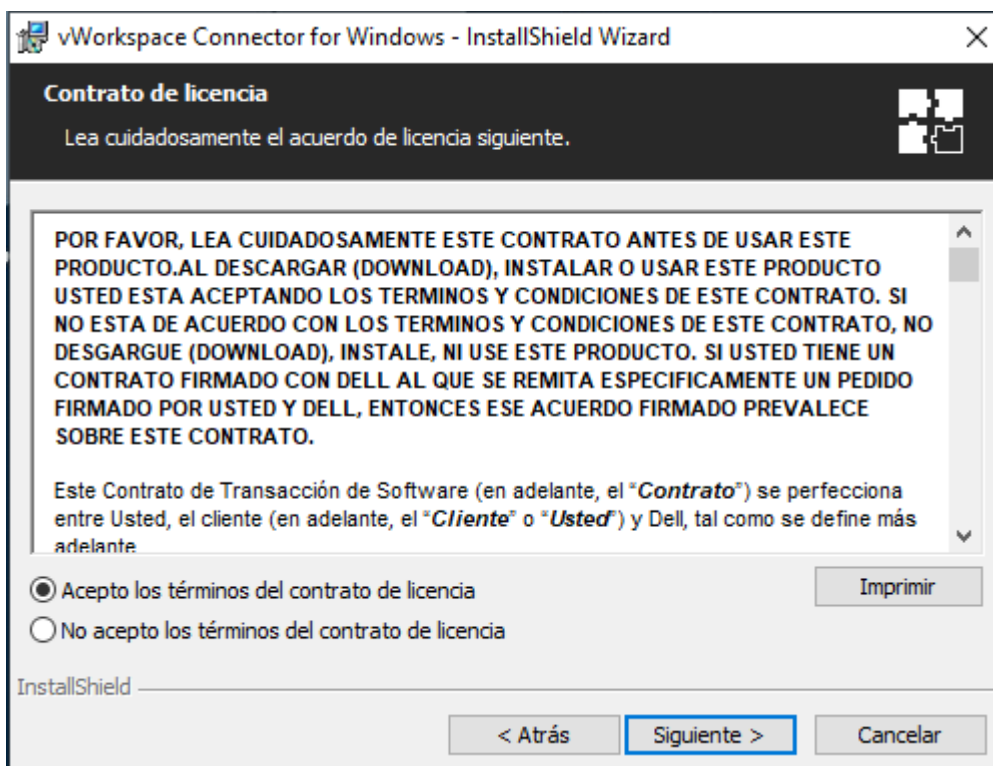 vWorkspace Connector for Windows - InstallShield Wizard
Contrato de licencia
Lea cuidadosamente el acuerdo de licencia siguiente.
POR FAVOR, LEA CUIDADOSAMENTE ESTE CONTRATO ANTES DE USAR ESTE
PRODUCTO.AL DESCARGAR (DOWNLOAD), INSTALAR O USAR ESTE PRODUCTO
USTED ESTA ACEPTANDO LOS TERMINOS Y CONDICIONES DE ESTE CONTRATO. SI
NO ESTA DE ACUERDO CON LOS TERMINOS Y CONDICIONES DE ESTE CONTRATO, NO
DESGARGUE (DOWNLOAD), INSTALE, NI USE ESTE PRODUCTO. SI USTED TIENE UN
CONTRATO FIRMADO CON DELL AL QUE SE REMITA ESPECIFICAMENTE UN PEDIDO
FIRMADO POR USTED Y DELL, ENTONCES ESE ACUERDO FIRMADO PREVALECE
SOBRE ESTE CONTRATO.
Este Contrato de Transacción de Software (en adelante, el “Contrato”) se perfecciona
entre Usted, el cliente (en adelante, el “Cliente” o “Usted”) y Dell, tal como se define más
adelante
Acepto los términos del contrato de licencia
Imprimir
No acepto los términos del contrato de licencia
InstallShield
< Atrás
Siguiente >
Cancelar